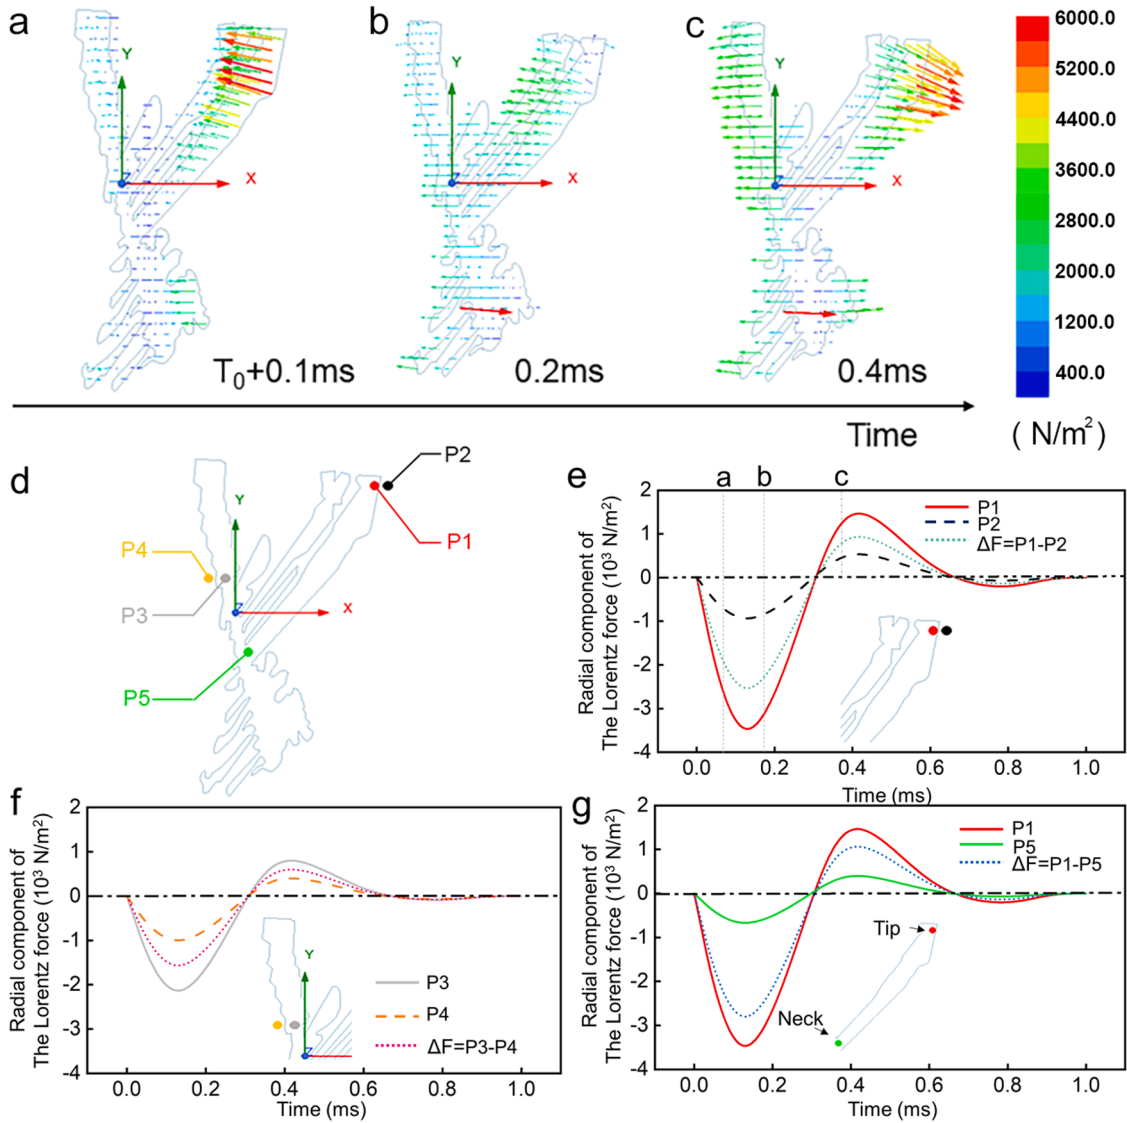 a
b
c
Y
X
Z
Y
X
Z
Y
X
Z
T₀+0.1ms
0.2ms
0.4ms
Time
6000.0
5200.0
4400.0
3600.0
2800.0
2000.0
1200.0
400.0
( N/m²)
d
P2
P1
P4
P3
P5
Y
X
Z
e
a b c
Radial component of
The Lorentz force (10³ N/m²)
2
1
0
-1
-2
-3
-4
P1
P2
ΔF=P1-P2
0.0 0.2 0.4 0.6 0.8 1.0
Time (ms)
f
Radial component of
The Lorentz force (10³ N/m²)
2
1
0
-1
-2
-3
-4
Y
Z
P3
P4
ΔF=P3-P4
0.0 0.2 0.4 0.6 0.8 1.0
Time (ms)
g
Radial component of
The Lorentz force (10³ N/m²)
2
1
0
-1
-2
-3
-4
P1
P5
ΔF=P1-P5
Tip
Neck
0.0 0.2 0.4 0.6 0.8 1.0
Time (ms)